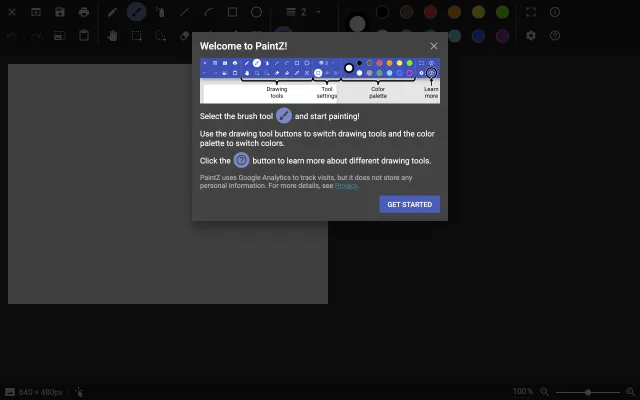 2
Welcome to PaintZ!
Drawing tools
Tool settings
Color palette
Learn more
Select the brush tool and start painting!
Use the drawing tool buttons to switch drawing tools and the color
palette to switch colors.
Click the button to learn more about different drawing tools.
PaintZ uses Google Analytics to track visits, but it does not store any
personal information. For more details, see Privacy.
GET STARTED
640 × 480px
100%